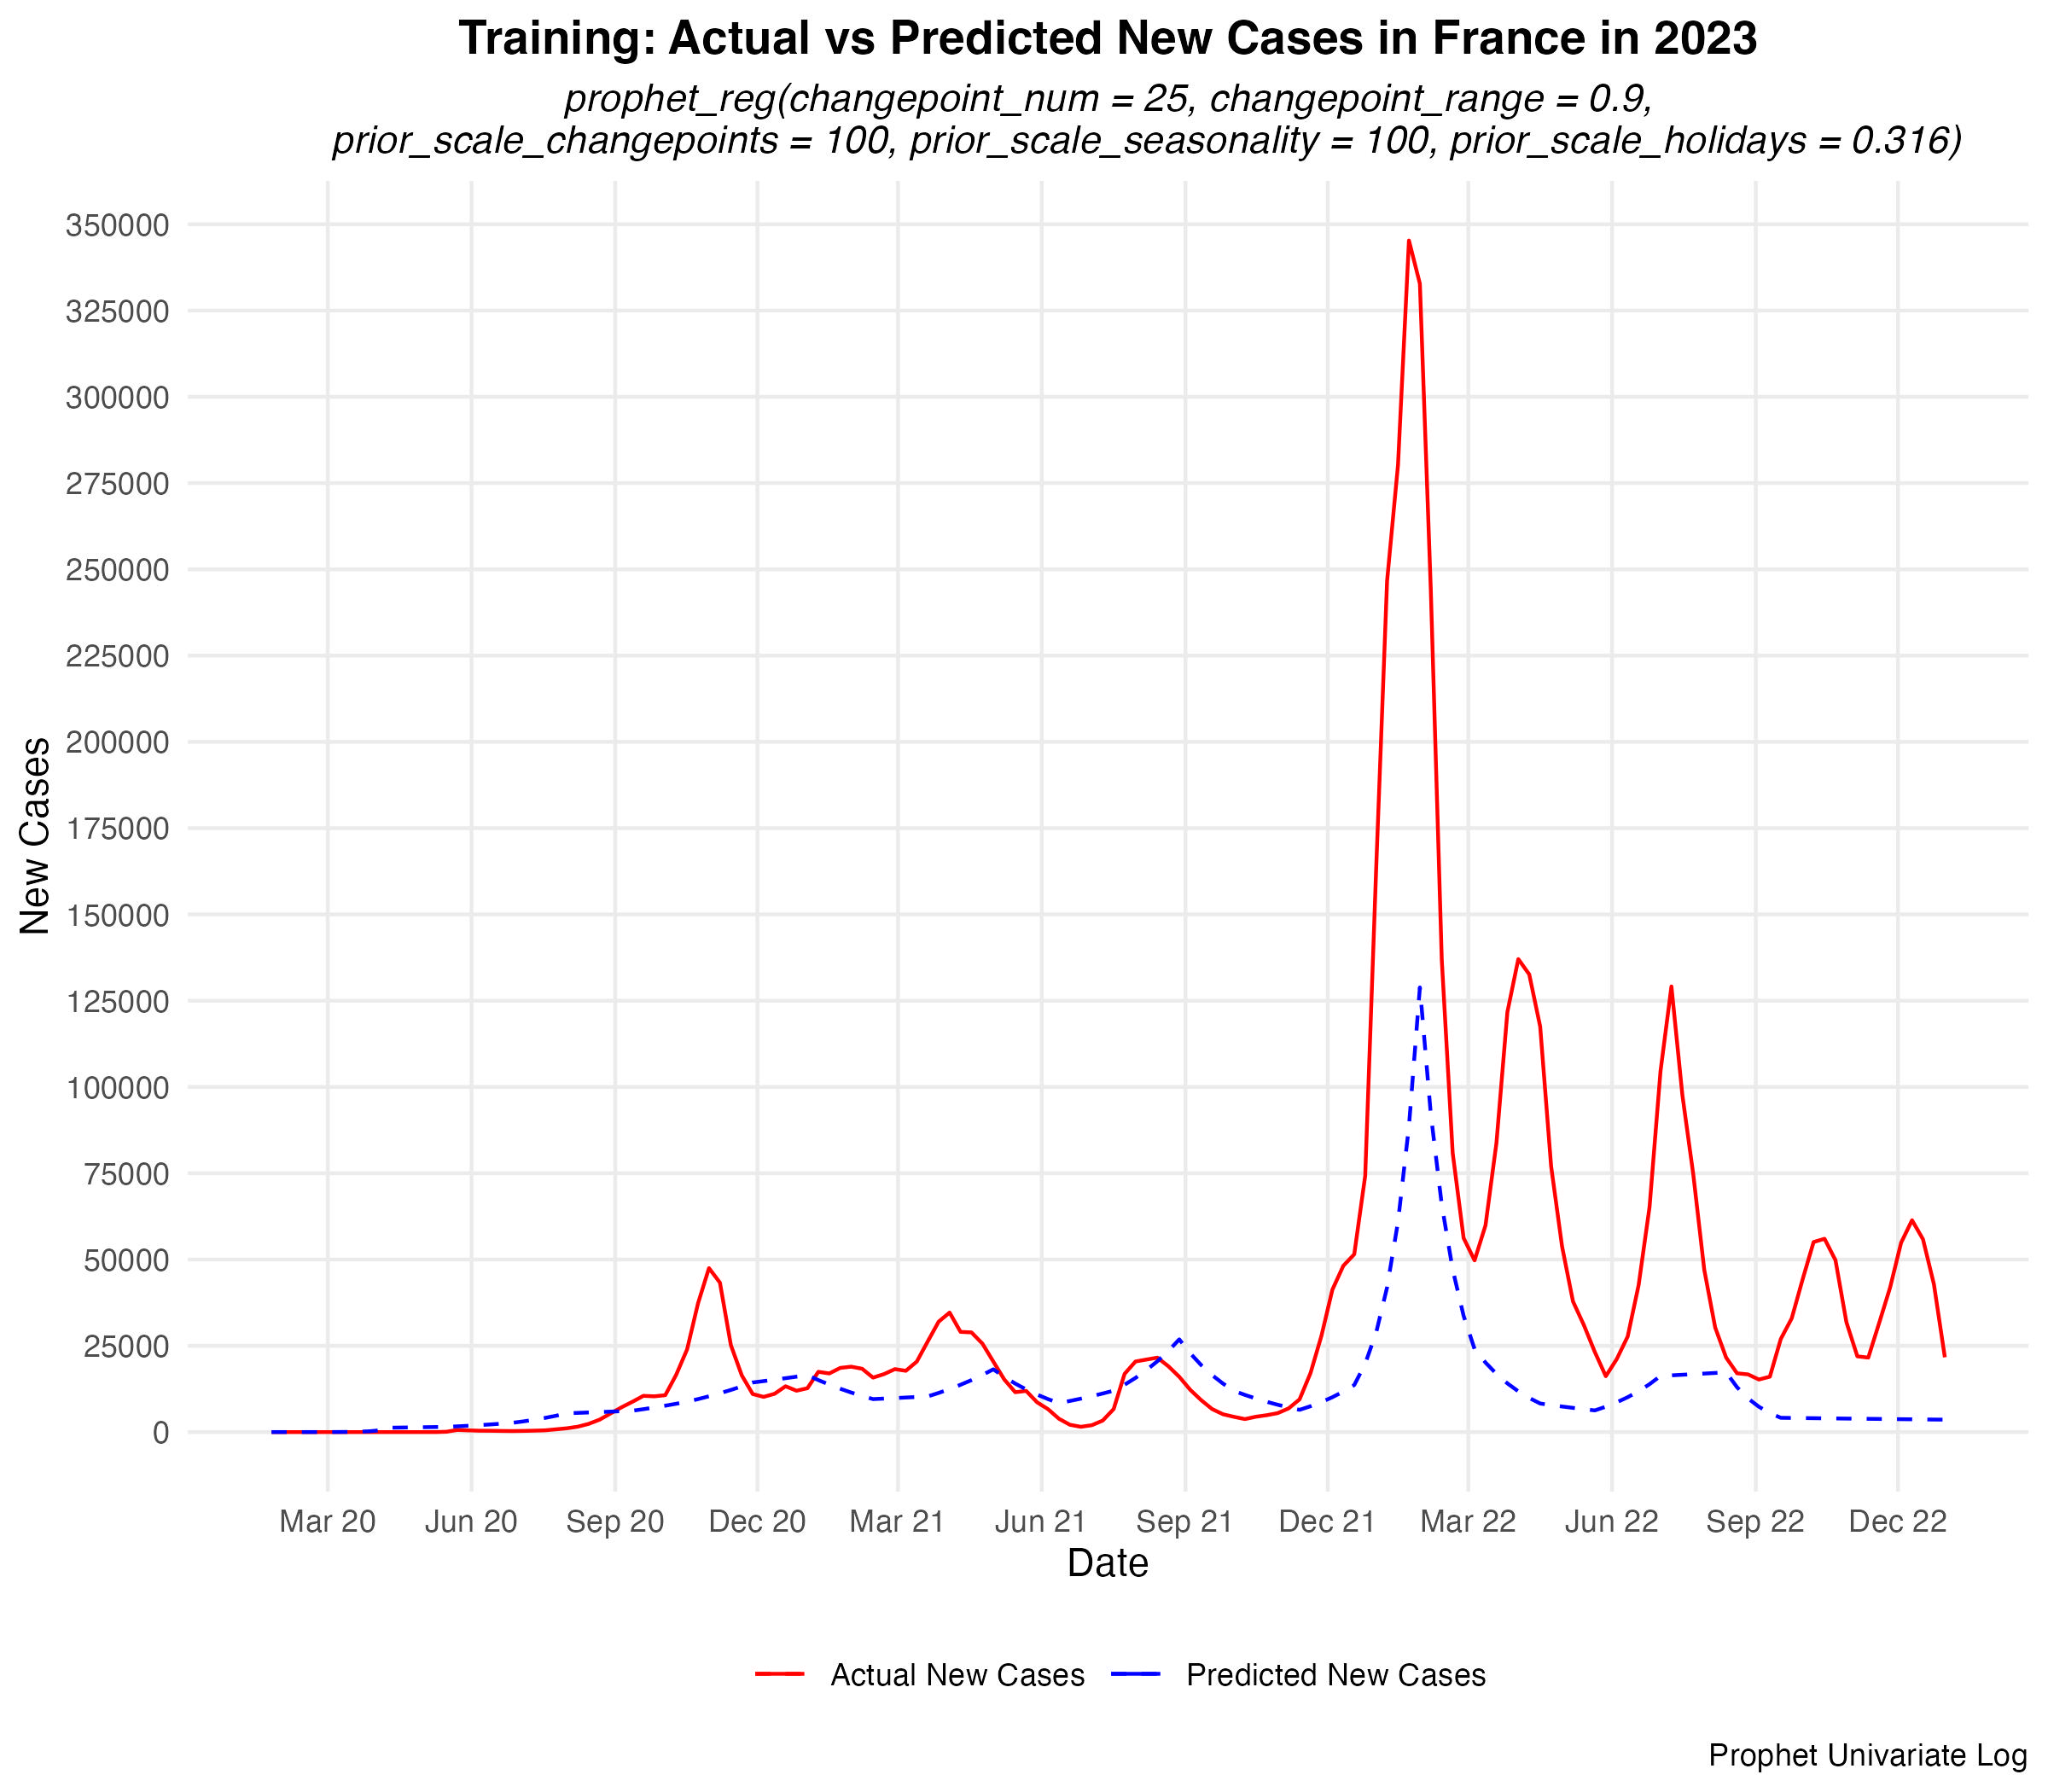 Training: Actual vs Predicted New Cases in France in 2023
prophet_reg(changepoint_num = 25, changepoint_range = 0.9,
prior_scale_changepoints = 100, prior_scale_seasonality = 100, prior_scale_holidays = 0.316)
New Cases
350000
325000
300000
275000
250000
225000
200000
175000
150000
125000
100000
75000
50000
25000
0
Mar 20 Jun 20 Sep 20 Dec 20 Mar 21 Jun 21 Sep 21 Dec 21 Mar 22 Jun 22 Sep 22 Dec 22
Date
Actual New Cases Predicted New Cases
Prophet Univariate Log